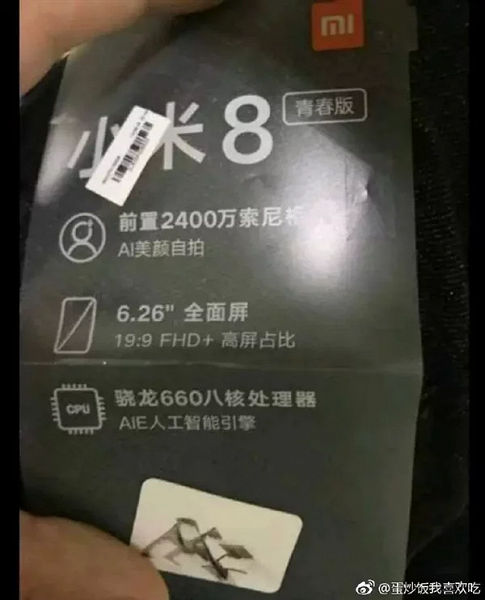 mi
小米8 青春版
前置2400万索尼相
AI美颜自拍
6.26" 全面屏
19:9 FHD+ 高屏占比
CPU
骁龙660八核处理器
AIE人工智能引擎
@蛋炒饭我喜欢吃